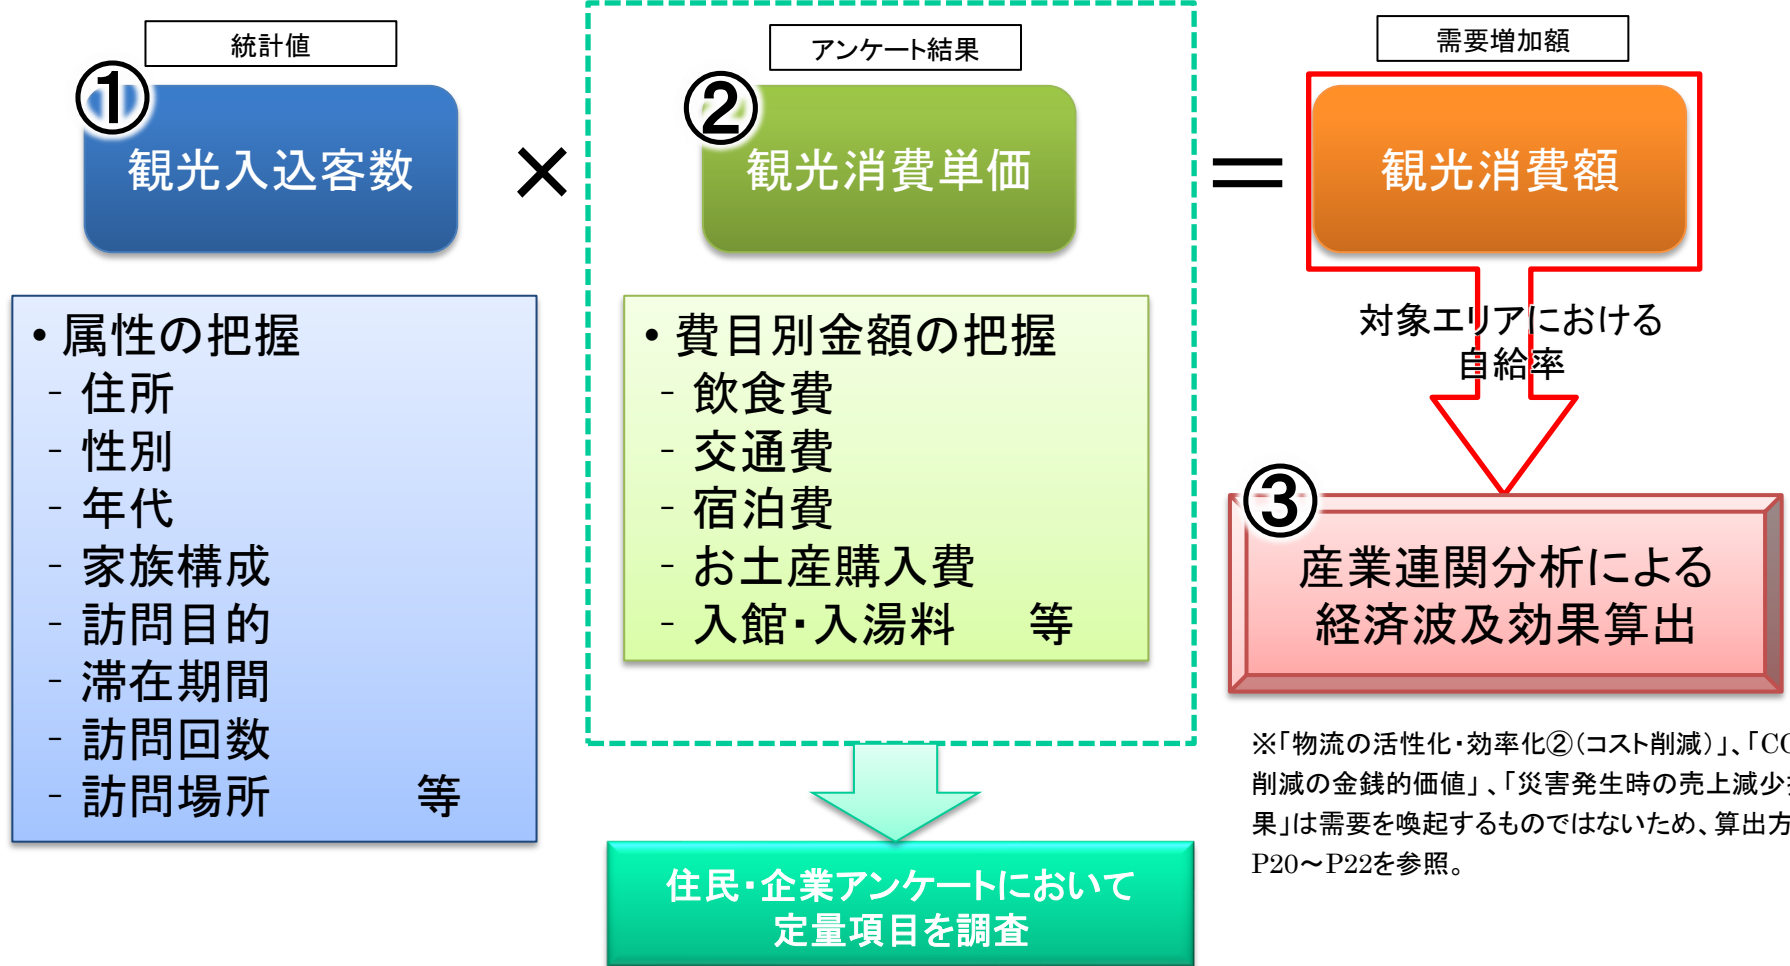 統計値
①
観光入込客数
×
アンケート結果
②
観光消費単価
＝
需要増加額
観光消費額
• 属性の把握
- 住所
- 性別
- 年代
- 家族構成
- 訪問目的
- 滞在期間
- 訪問回数
- 訪問場所　　　等
• 費目別金額の把握
- 飲食費
- 交通費
- 宿泊費
- お土産購入費
- 入館・入湯料　　等
住民・企業アンケートにおいて
定量項目を調査
対象エリアにおける
自給率
③
産業連関分析による
経済波及効果算出
※「物流の活性化・効率化②（コスト削減）」、「C
削減の金銭的価値」、「災害発生時の売上減少
果」は需要を喚起するものではないため、算出方
P20～P22を参照。